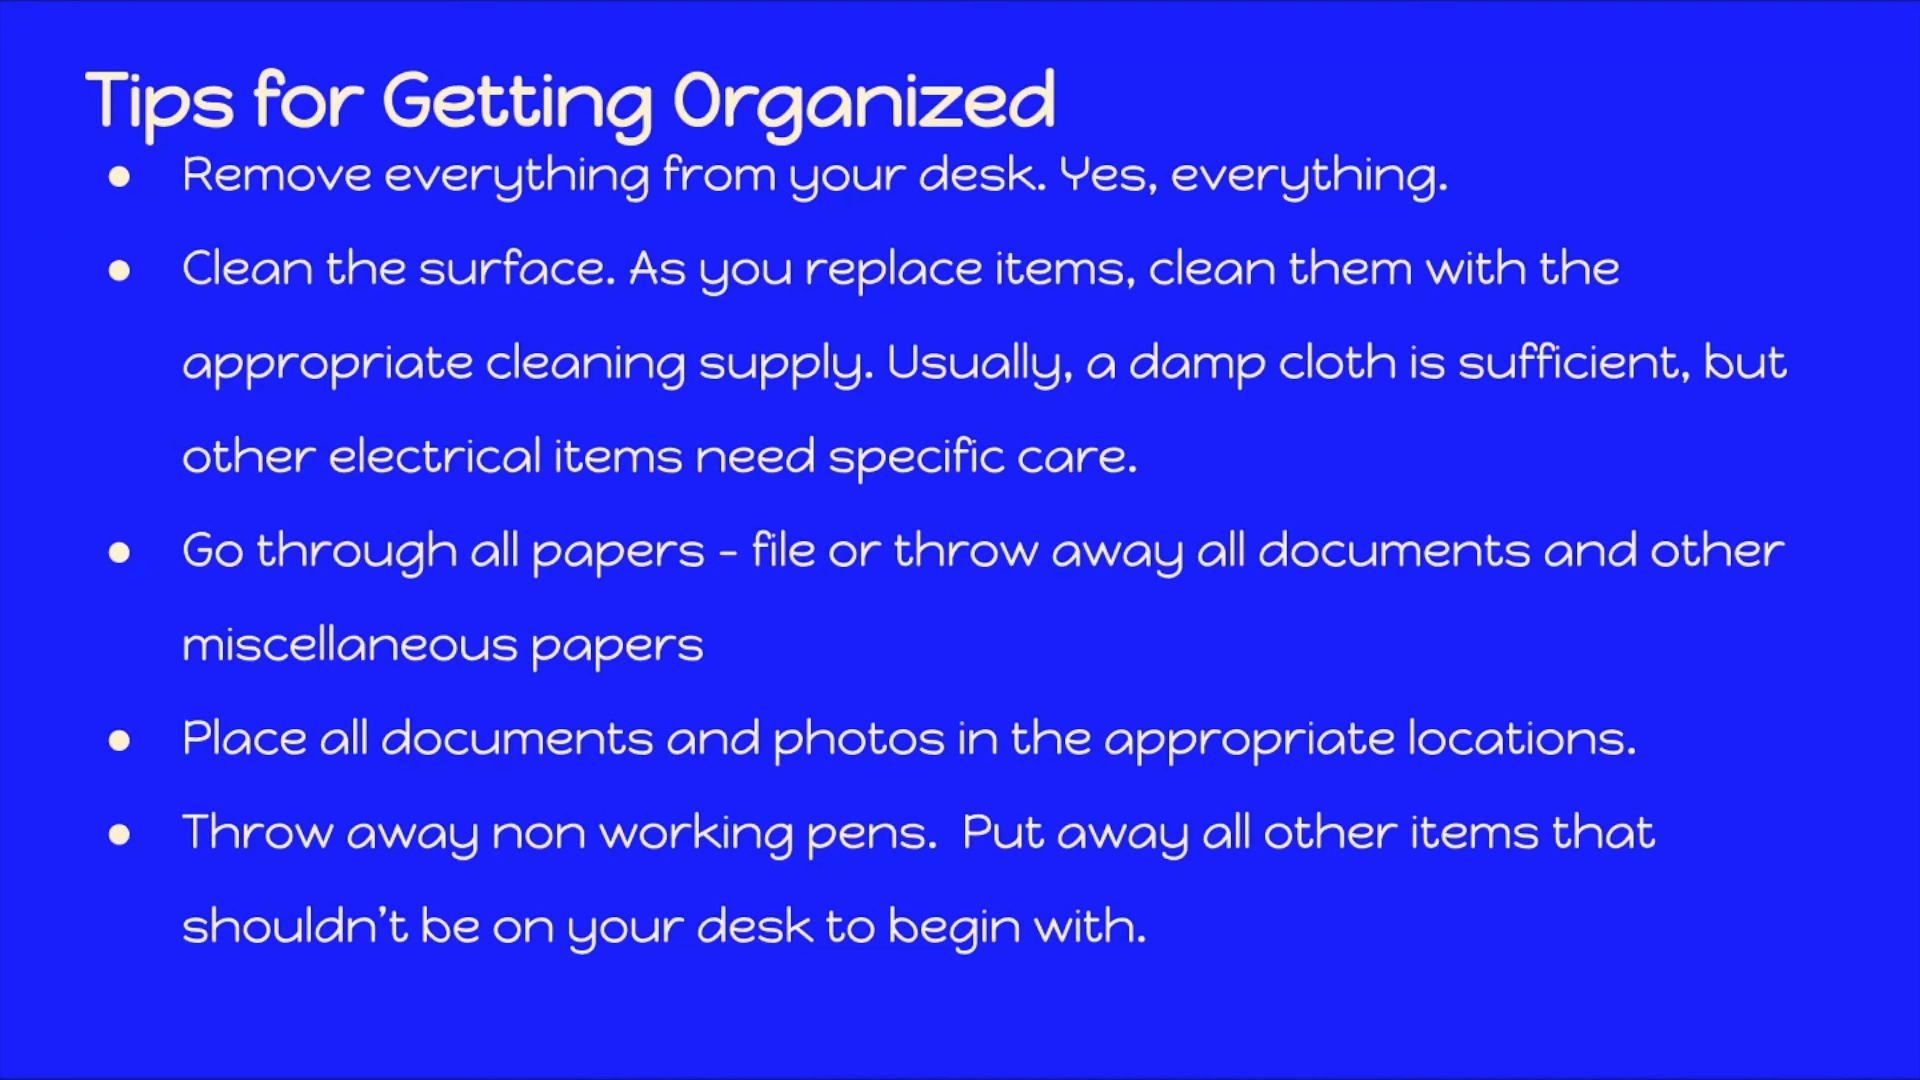 Tips for Getting Organized
● Remove everything from your desk. Yes, everything.
● Clean the surface. As you replace items, clean them with the
appropriate cleaning supply. Usually, a damp cloth is sufficient, but
other electrical items need specific care.
● Go through all papers - file or throw away all documents and other
miscellaneous papers
● Place all documents and photos in the appropriate locations.
● Throw away non working pens.  Put away all other items that
shouldn't be on your desk to begin with.